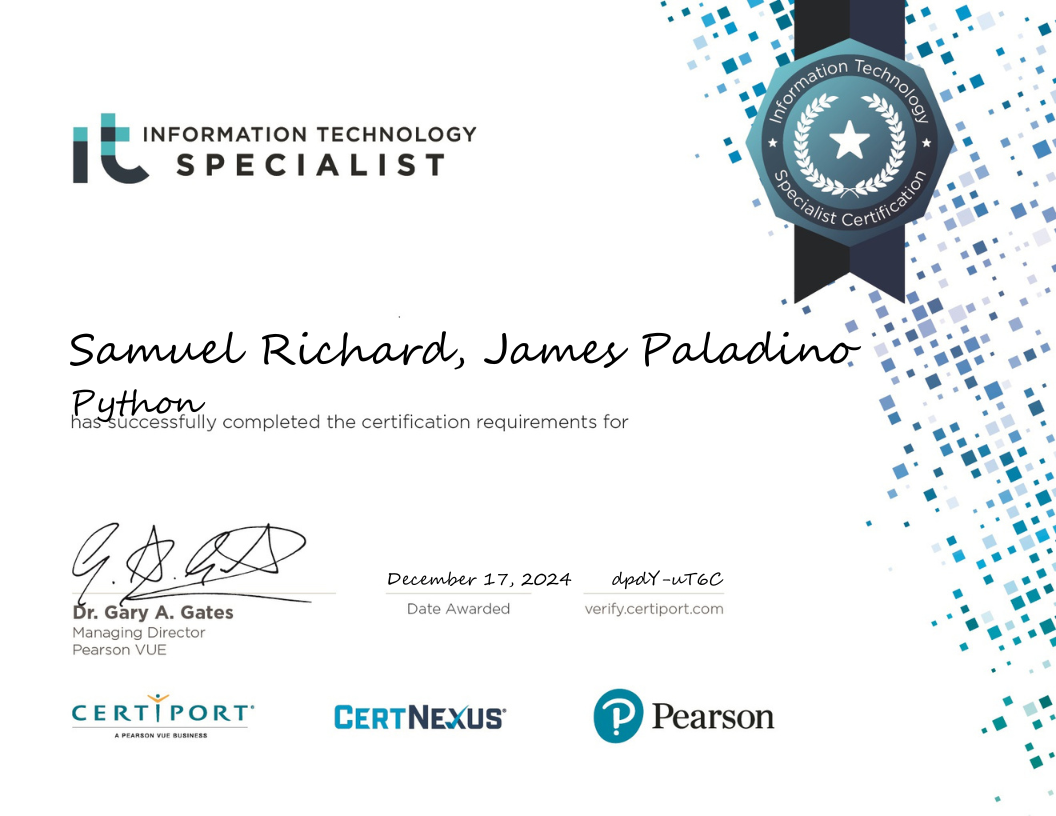 Information Technology
Specialist Certification
it INFORMATION TECHNOLOGY
SPECIALIST
Samuel Richard, James Paladino
Python
has successfully completed the certification requirements for
G. A. Gates
December 17, 2024 dpdY-uT6C
Dr. Gary A. Gates Date Awarded verify.certiport.com
Managing Director
Pearson VUE
CERTIPORT®
A PEARSON VUE BUSINESS
CERTNEXUS®
P Pearson